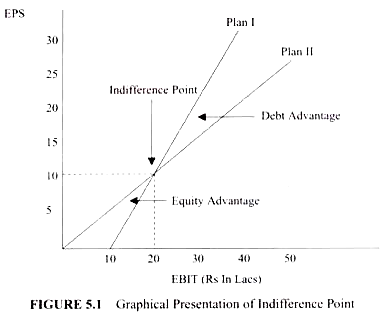 EPS
Plan I
30
Plan II
25
Indifference Point
20
Debt Advantage
15
10
5
Equity Advantage
10 20 30 40 50
EBIT (Rs In Lacs)
FIGURE 5.1 Graphical Presentation of Indifference Point